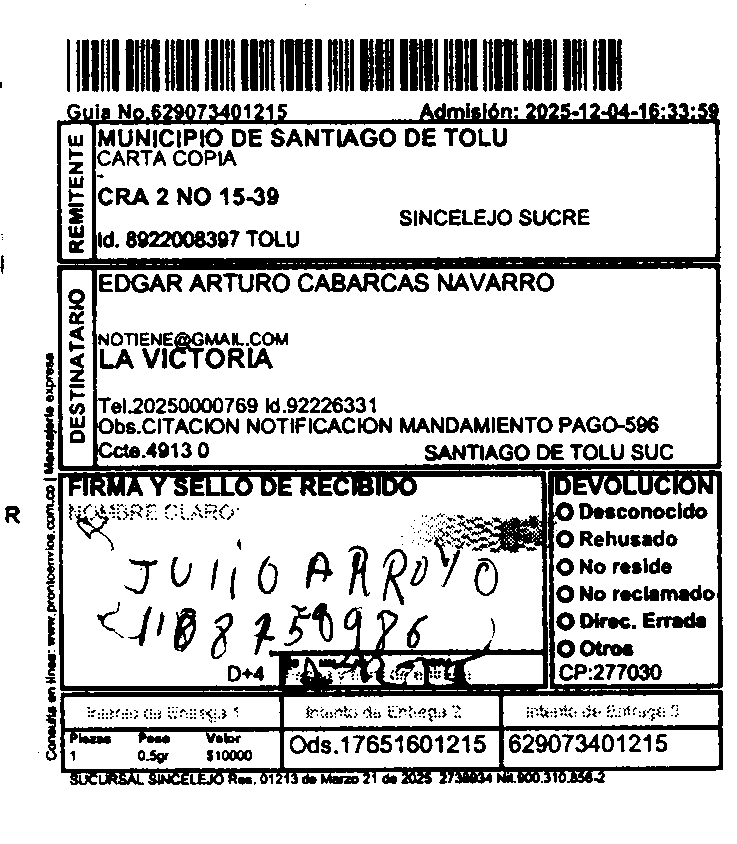 Guia No.629073401215 Admisión: 2025-12-04-16:33:59
REMITENTE
MUNICIPIO DE SANTIAGO DE TOLU
CARTA COPIA
-
CRA 2 NO 15-39
SINCELEJO SUCRE
Id. 8922008397 TOLU
DESTINATARIO
EDGAR ARTURO CABARCAS NAVARRO
NOTIENE@GMAIL.COM
LA VICTORIA
Tel.20250000769 Id.92226331
Obs.CITACION NOTIFICACION MANDAMIENTO PAGO-596
Ccte.4913 0 SANTIAGO DE TOLU SUC
FIRMA Y SELLO DE RECIBIDO
NOMBRE CLARO:
JULIO ARROYO
D+4
DEVOLUCION
Desconocido
Rehusado
No reside
No reclamado
Direc. Errada
Otros
CP:277030
R
Intento de Entrega 1 Intento de Entrega 2 Intento de Entrega 3
Piezas Peso Valor
1 0.5gr $10000
Ods.17651601215 629073401215
SUCURSAL SINCELEJO Res. 01213 de Marzo 21 de 2025 2738934 Nit.900.310.856-2
Consulta en línea: www.prontoenvios.com.co | Mensajería expresa